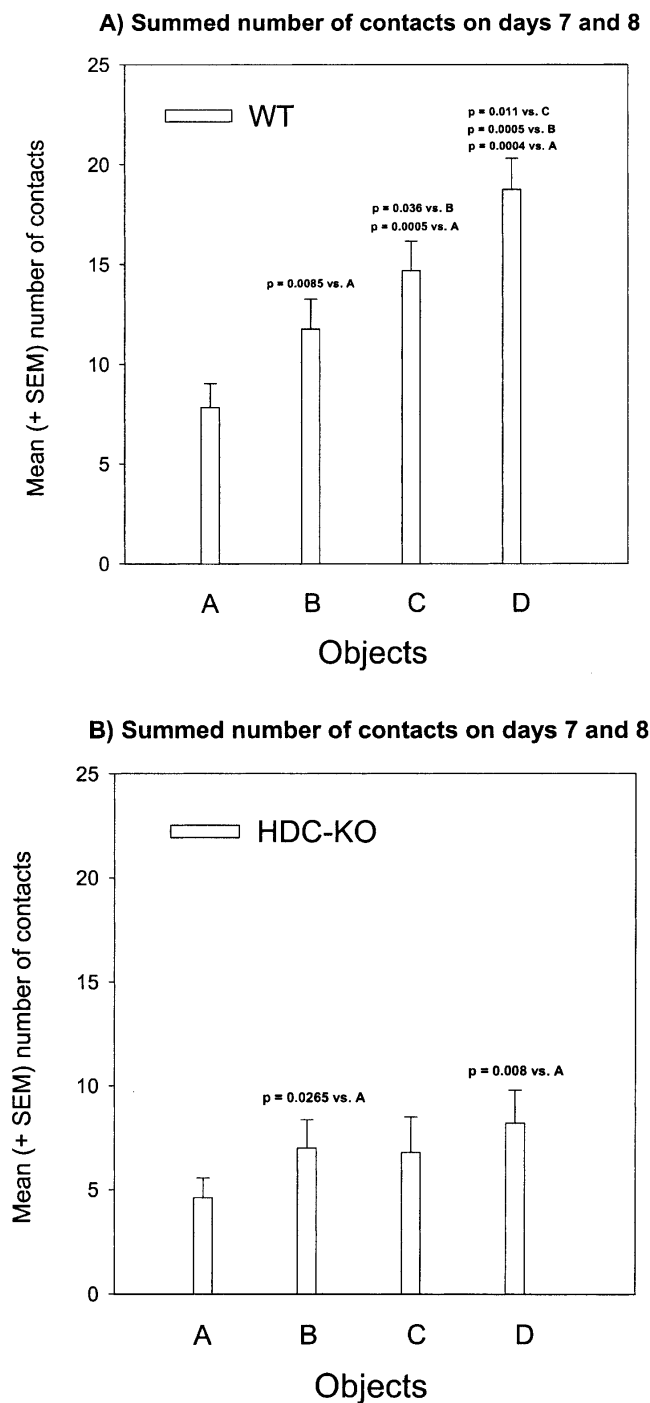 A) Summed number of contacts on days 7 and 8
25
20
15
10
5
0
Mean (+ SEM) number of contacts
WT
p = 0.011 vs. C
p = 0.0005 vs. B
p = 0.0004 vs. A
p = 0.036 vs. B
p = 0.0005 vs. A
p = 0.0085 vs. A
A B C D
Objects
B) Summed number of contacts on days 7 and 8
25
20
15
10
5
0
Mean (+ SEM) number of contacts
HDC-KO
p = 0.0265 vs. A
p = 0.008 vs. A
A B C D
Objects